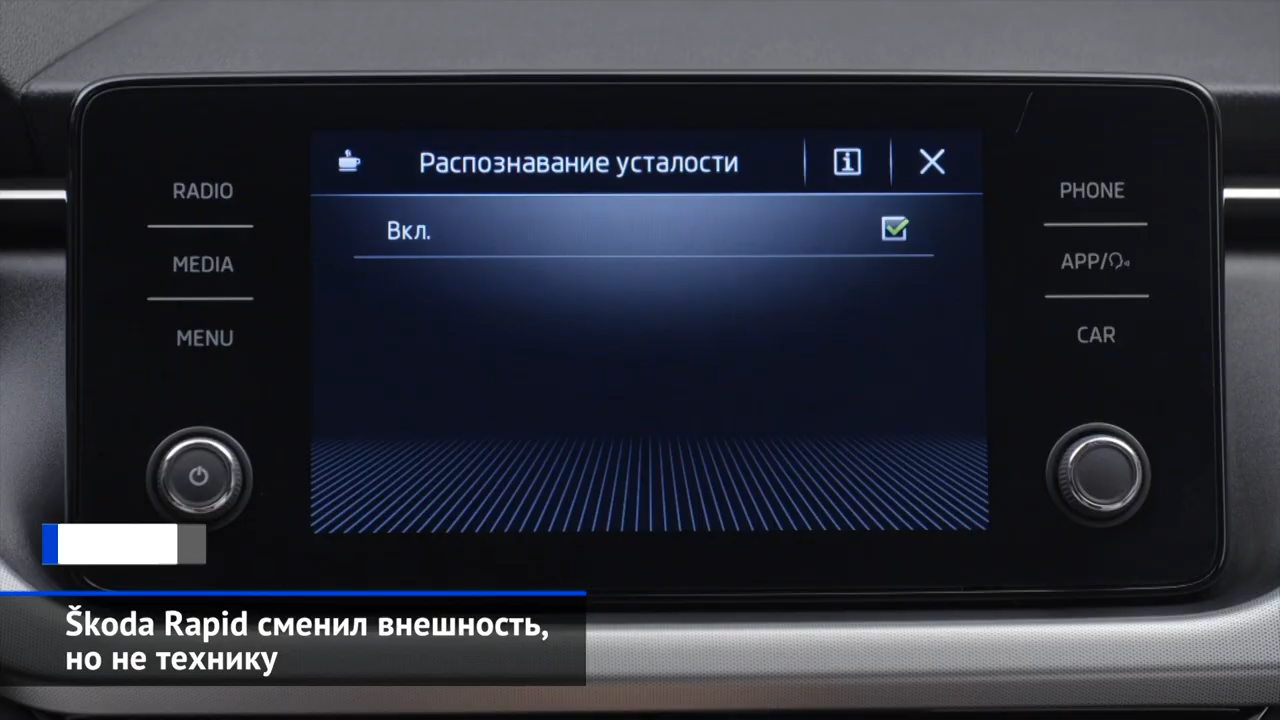 Распознавание усталости
Вкл.
RADIO
MEDIA
MENU
PHONE
APP/
CAR
Škoda Rapid сменил внешность,
но не технику